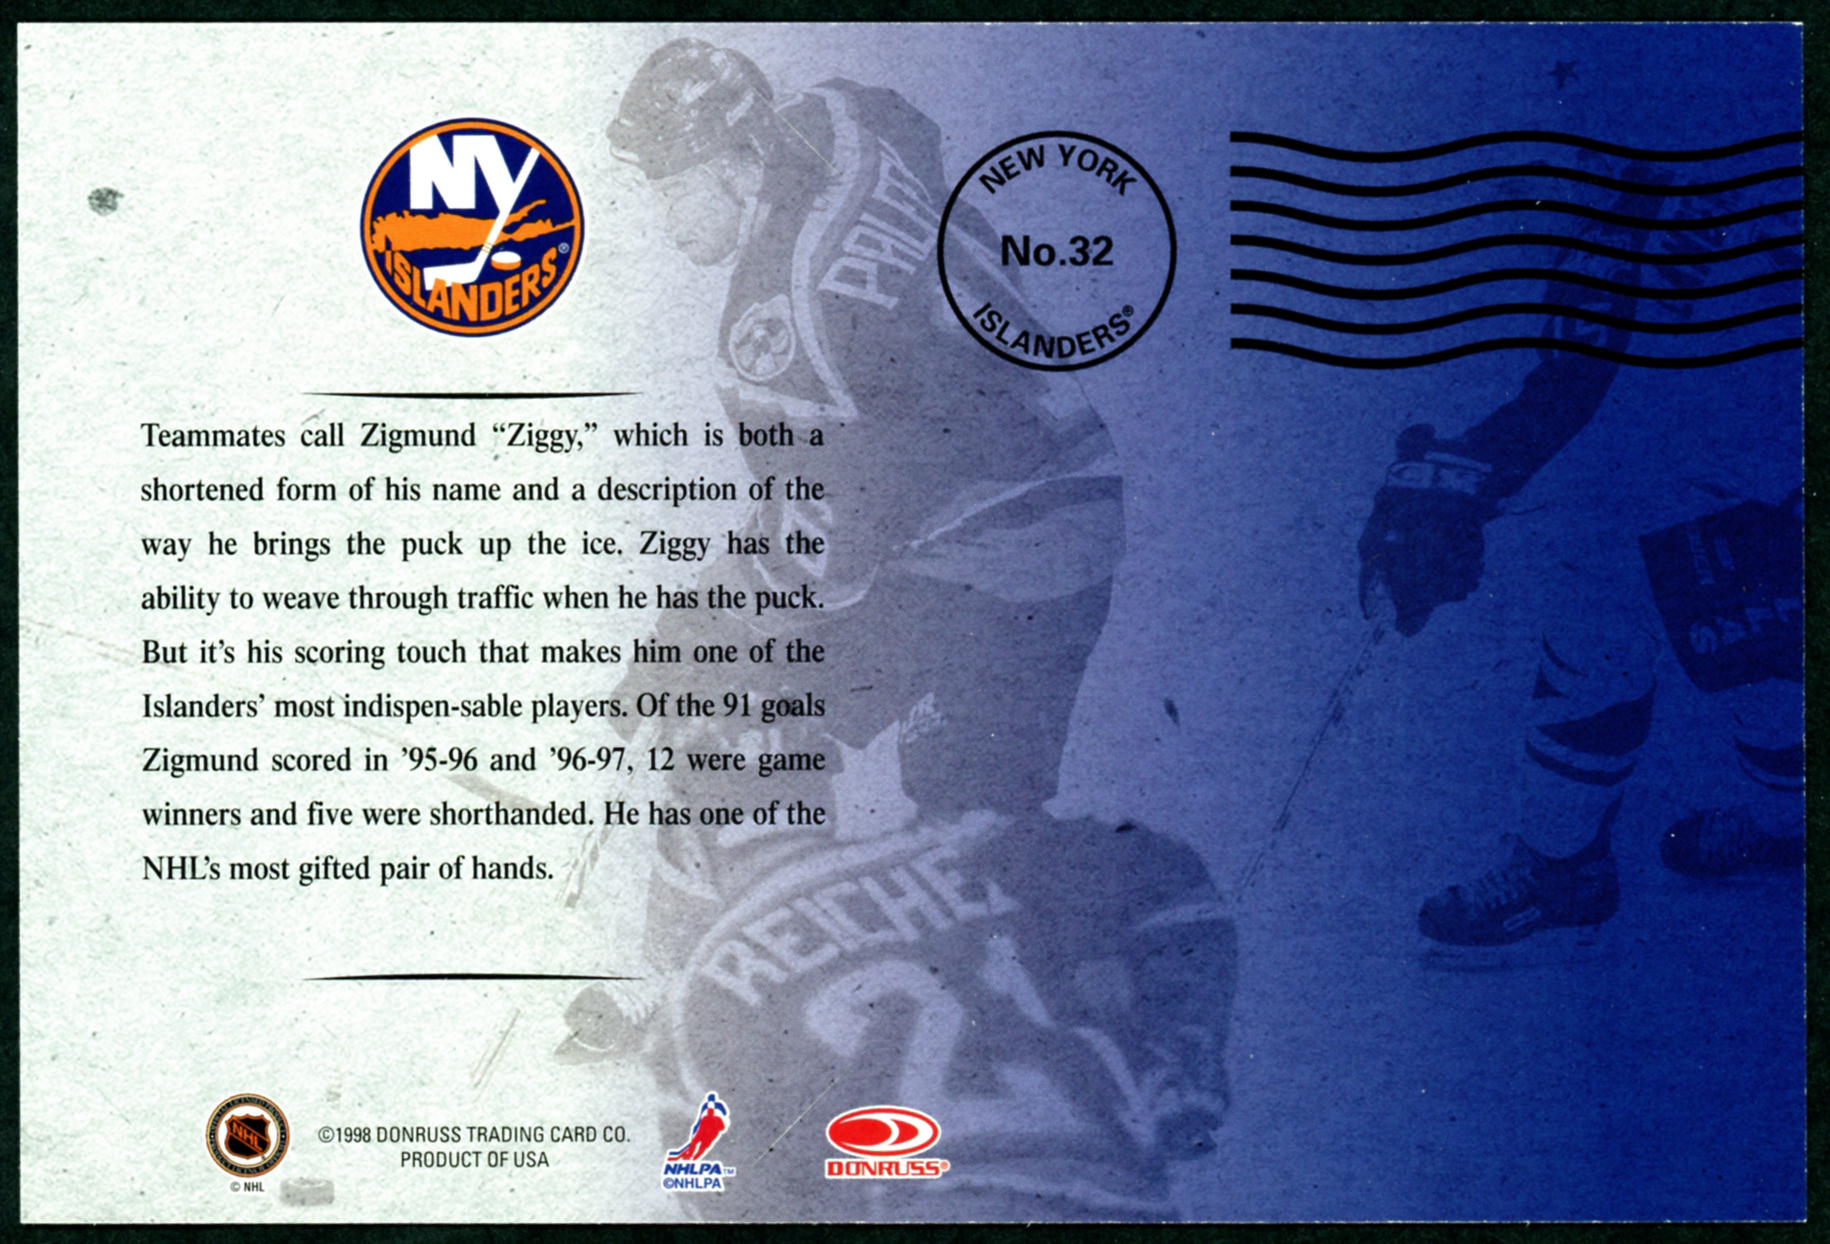 NY
ISLANDERS®
PALFF
NEW YORK
No.32
ISLANDERS®
Teammates call Zigmund “Ziggy,” which is both a
shortened form of his name and a description of the
way he brings the puck up the ice. Ziggy has the
ability to weave through traffic when he has the puck.
But it’s his scoring touch that makes him one of the
Islanders’ most indispen-sable players. Of the 91 goals
Zigmund scored in ’95-96 and ’96-97, 12 were game
winners and five were shorthanded. He has one of the
NHL’s most gifted pair of hands.
REICHE
2
NHL
© NHL
©1998 DONRUSS TRADING CARD CO.
PRODUCT OF USA
NHLPA™
©NHLPA
DONRUSS®